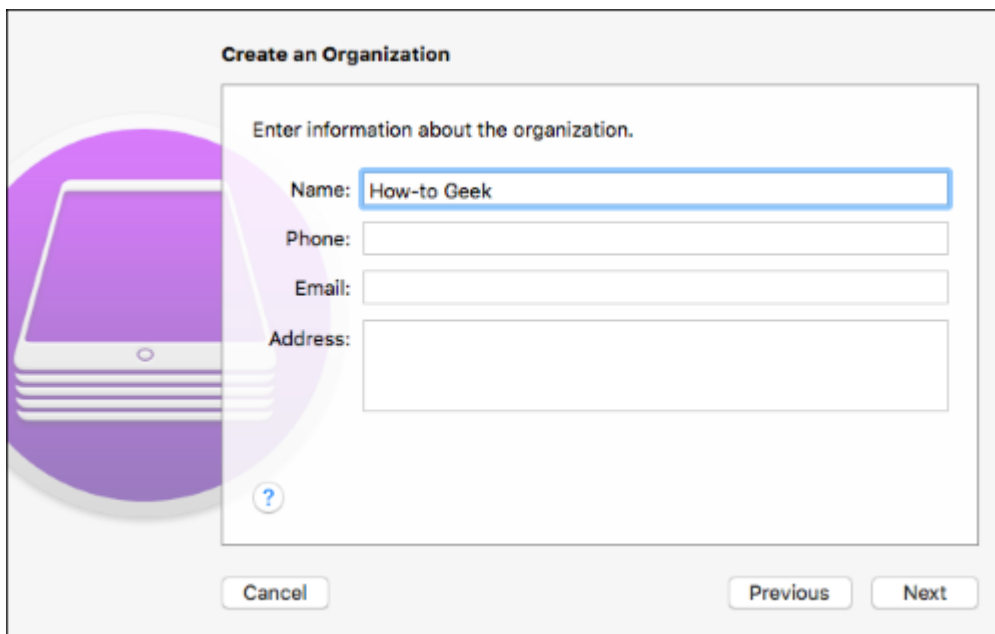 Create an Organization
Enter information about the organization.
Name: How-to Geek
Phone:
Email:
Address:
?
Cancel Previous Next